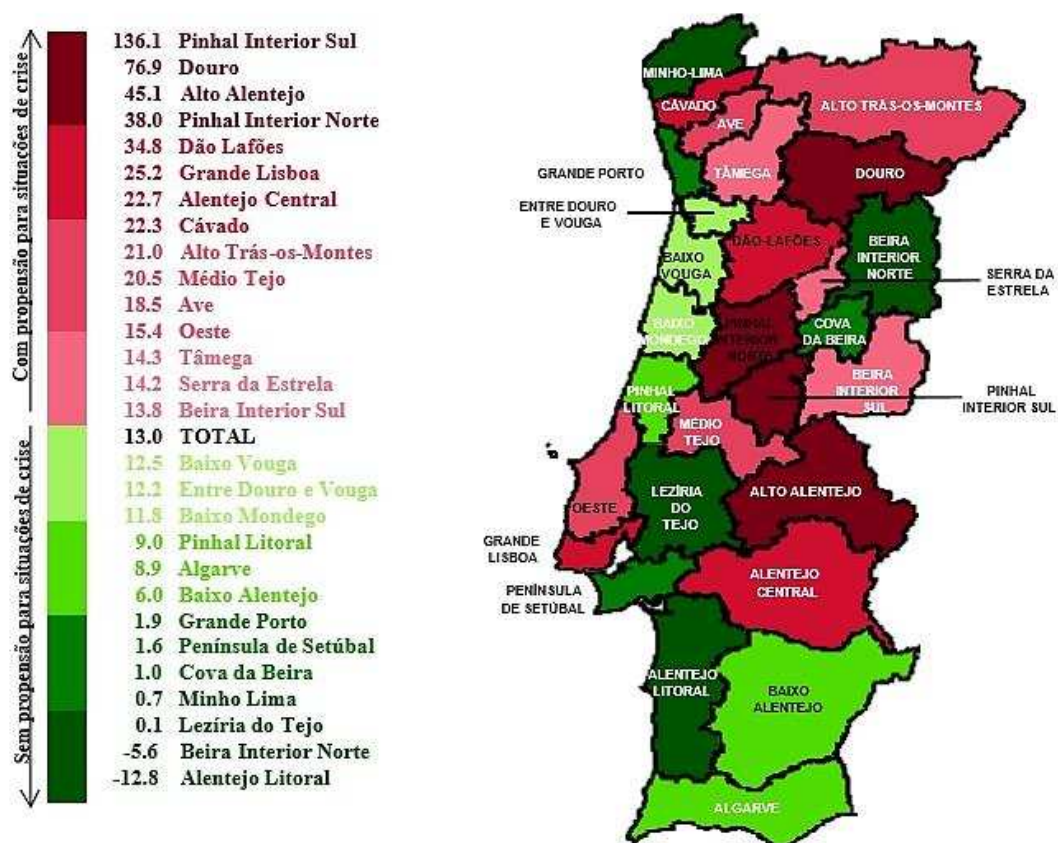 Com propensão para situações de crise
Sem propensão para situações de crise
136.1 Pinhal Interior Sul
76.9 Douro
45.1 Alto Alentejo
38.0 Pinhal Interior Norte
34.8 Dão Lafões
25.2 Grande Lisboa
22.7 Alentejo Central
22.3 Cávado
21.0 Alto Trás-os-Montes
20.5 Médio Tejo
18.5 Ave
15.4 Oeste
14.3 Tâmega
14.2 Serra da Estrela
13.8 Beira Interior Sul
13.0 TOTAL
12.5 Baixo Vouga
12.2 Entre Douro e Vouga
11.8 Baixo Mondego
9.0 Pinhal Litoral
8.9 Algarve
6.0 Baixo Alentejo
1.9 Grande Porto
1.6 Península de Setúbal
1.0 Cova da Beira
0.7 Minho Lima
0.1 Lezíria do Tejo
-5.6 Beira Interior Norte
-12.8 Alentejo Litoral
MINHO-LIMA
CÁVADO
ALTO TRÁS-OS-MONTES
AVE
GRANDE PORTO
TÂMEGA
DOURO
ENTRE DOURO
E VOUGA
DÃO-LAFÕES
BEIRA
INTERIOR
NORTE
BAIXO
VOUGA
SERRA DA
ESTRELA
BAIXO
MONDEGO
PINHAL
INTERIOR
NORTE
COVA
DA BEIRA
BEIRA
INTERIOR
SUL
PINHAL
LITORAL
PINHAL
INTERIOR SUL
MÉDIO
TEJO
OESTE
LEZÍRIA
DO
TEJO
ALTO ALENTEJO
GRANDE
LISBOA
PENÍNSULA
DE SETÚBAL
ALENTEJO
CENTRAL
ALENTEJO
LITORAL
BAIXO
ALENTEJO
ALGARVE